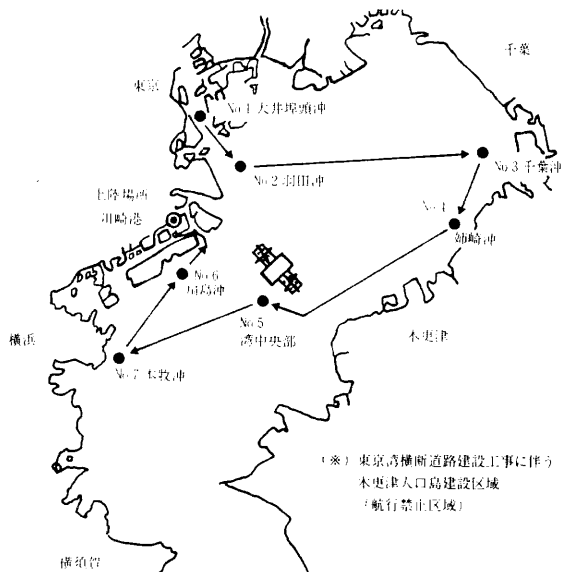 千葉
東京
No.1 大井埠頭沖
No.2 羽田沖
No.3 千葉沖
上陸場所
川崎港
No.4
姉崎沖
No.6
扇島沖
No.5
湾中央部
横浜
木更津
No.7 本牧沖
(※) 東京湾横断道路建設工事に伴う
木更津人口島建設区域
(航行禁止区域)
横須賀